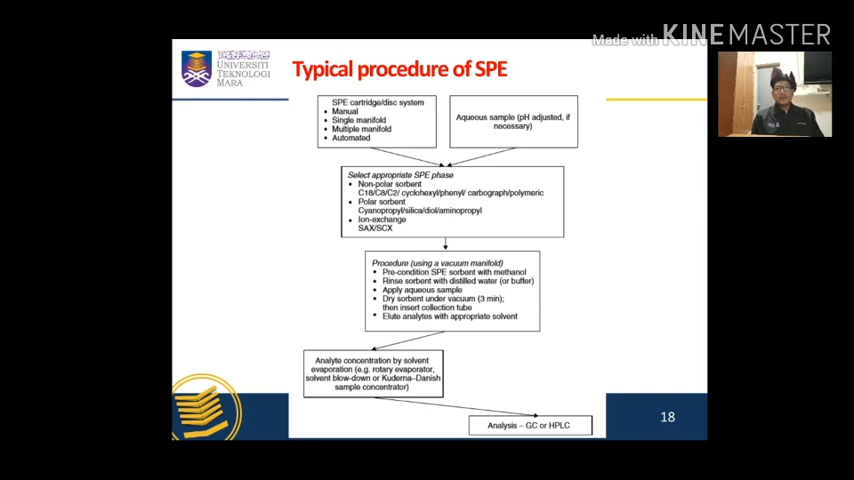 Made with KINEMASTER
UNIVERSITI
TEKNOLOGI
MARA
Typical procedure of SPE
SPE cartridge/disc system
• Manual
• Single manifold
• Multiple manifold
• Automated
Aqueous sample (pH adjusted, if
necessary)
Select appropriate SPE phase
• Non-polar sorbent
C18/C8/C2/ cyclohexyl/phenyl/ carbograph/polymeric
• Polar sorbent
Cyanopropyl/silica/diol/aminopropyl
• Ion-exchange
SAX/SCX
Procedure (using a vacuum manifold)
• Pre-condition SPE sorbent with methanol
• Rinse sorbent with distilled water (or buffer)
• Apply aqueous sample
• Dry sorbent under vacuum (3 min);
then insert collection tube
• Elute analytes with appropriate solvent
Analyte concentration by solvent
evaporation (e.g. rotary evaporator,
solvent blow-down or Kuderna–Danish
sample concentrator)
Analysis – GC or HPLC
18